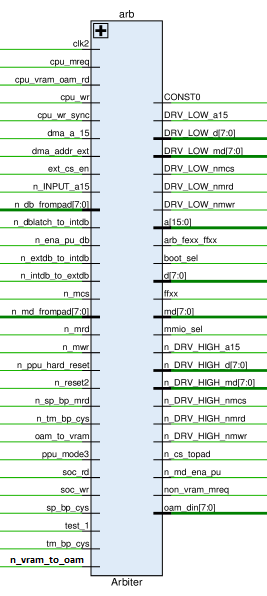 arb
clk2
cpu_mreq
cpu_vram_oam_rd
cpu_wr
cpu_wr_sync
dma_a_15
dma_addr_ext
ext_cs_en
n_INPUT_a15
n_db_frompad[7:0]
n_dblatch_to_intdb
n_ena_pu_db
n_extdb_to_intdb
n_intdb_to_extdb
n_mcs
n_md_frompad[7:0]
n_mrd
n_mwr
n_ppu_hard_reset
n_reset2
n_sp_bp_mrd
n_tm_bp_cys
oam_to_vram
ppu_mode3
soc_rd
soc_wr
sp_bp_cys
test_1
tm_bp_cys
n_vram_to_oam
CONST0
DRV_LOW_a15
DRV_LOW_d[7:0]
DRV_LOW_md[7:0]
DRV_LOW_nmcs
DRV_LOW_nmrd
DRV_LOW_nmwr
a[15:0]
arb_fexx_ffxx
boot_sel
d[7:0]
ffxx
md[7:0]
mmio_sel
n_DRV_HIGH_a15
n_DRV_HIGH_d[7:0]
n_DRV_HIGH_md[7:0]
n_DRV_HIGH_nmcs
n_DRV_HIGH_nmrd
n_DRV_HIGH_nmwr
n_cs_topad
n_md_ena_pu
non_vram_mreq
oam_din[7:0]
Arbiter